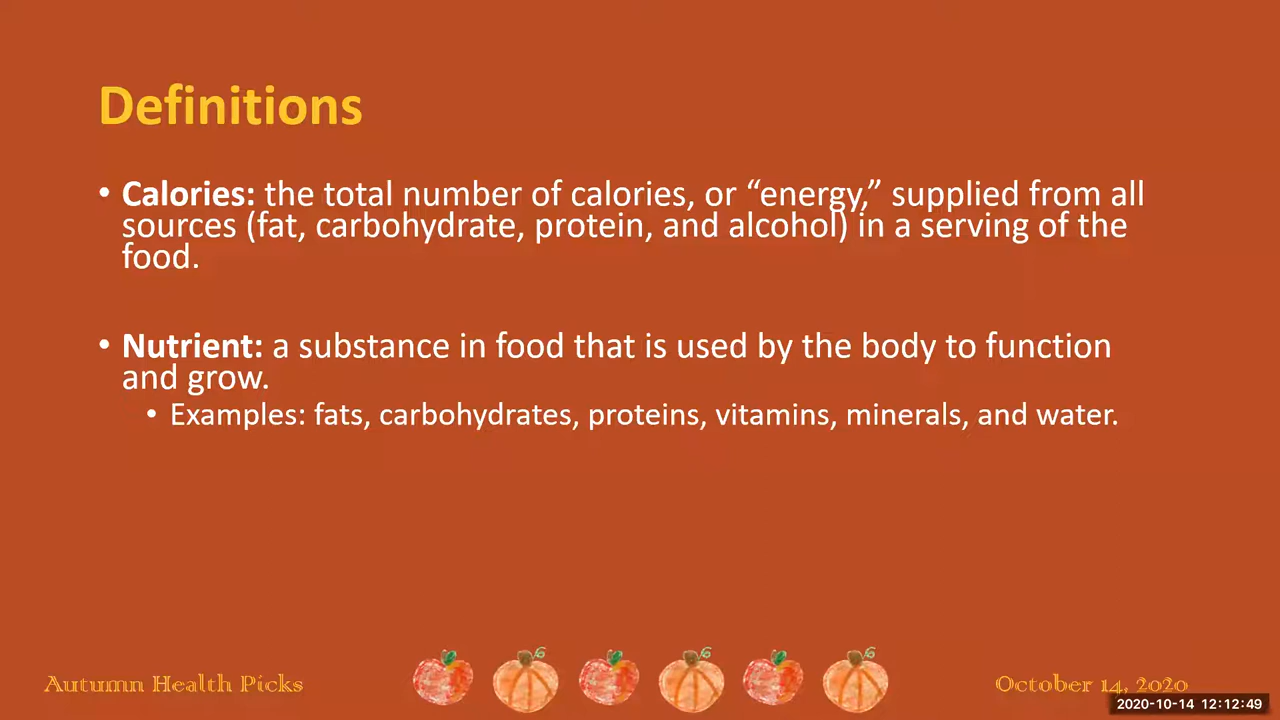 Definitions
• Calories: the total number of calories, or “energy,” supplied from all
sources (fat, carbohydrate, protein, and alcohol) in a serving of the
food.
• Nutrient: a substance in food that is used by the body to function
and grow.
• Examples: fats, carbohydrates, proteins, vitamins, minerals, and water.
Autumn Health Picks
October 14, 2020
2020-10-14 12:12:49